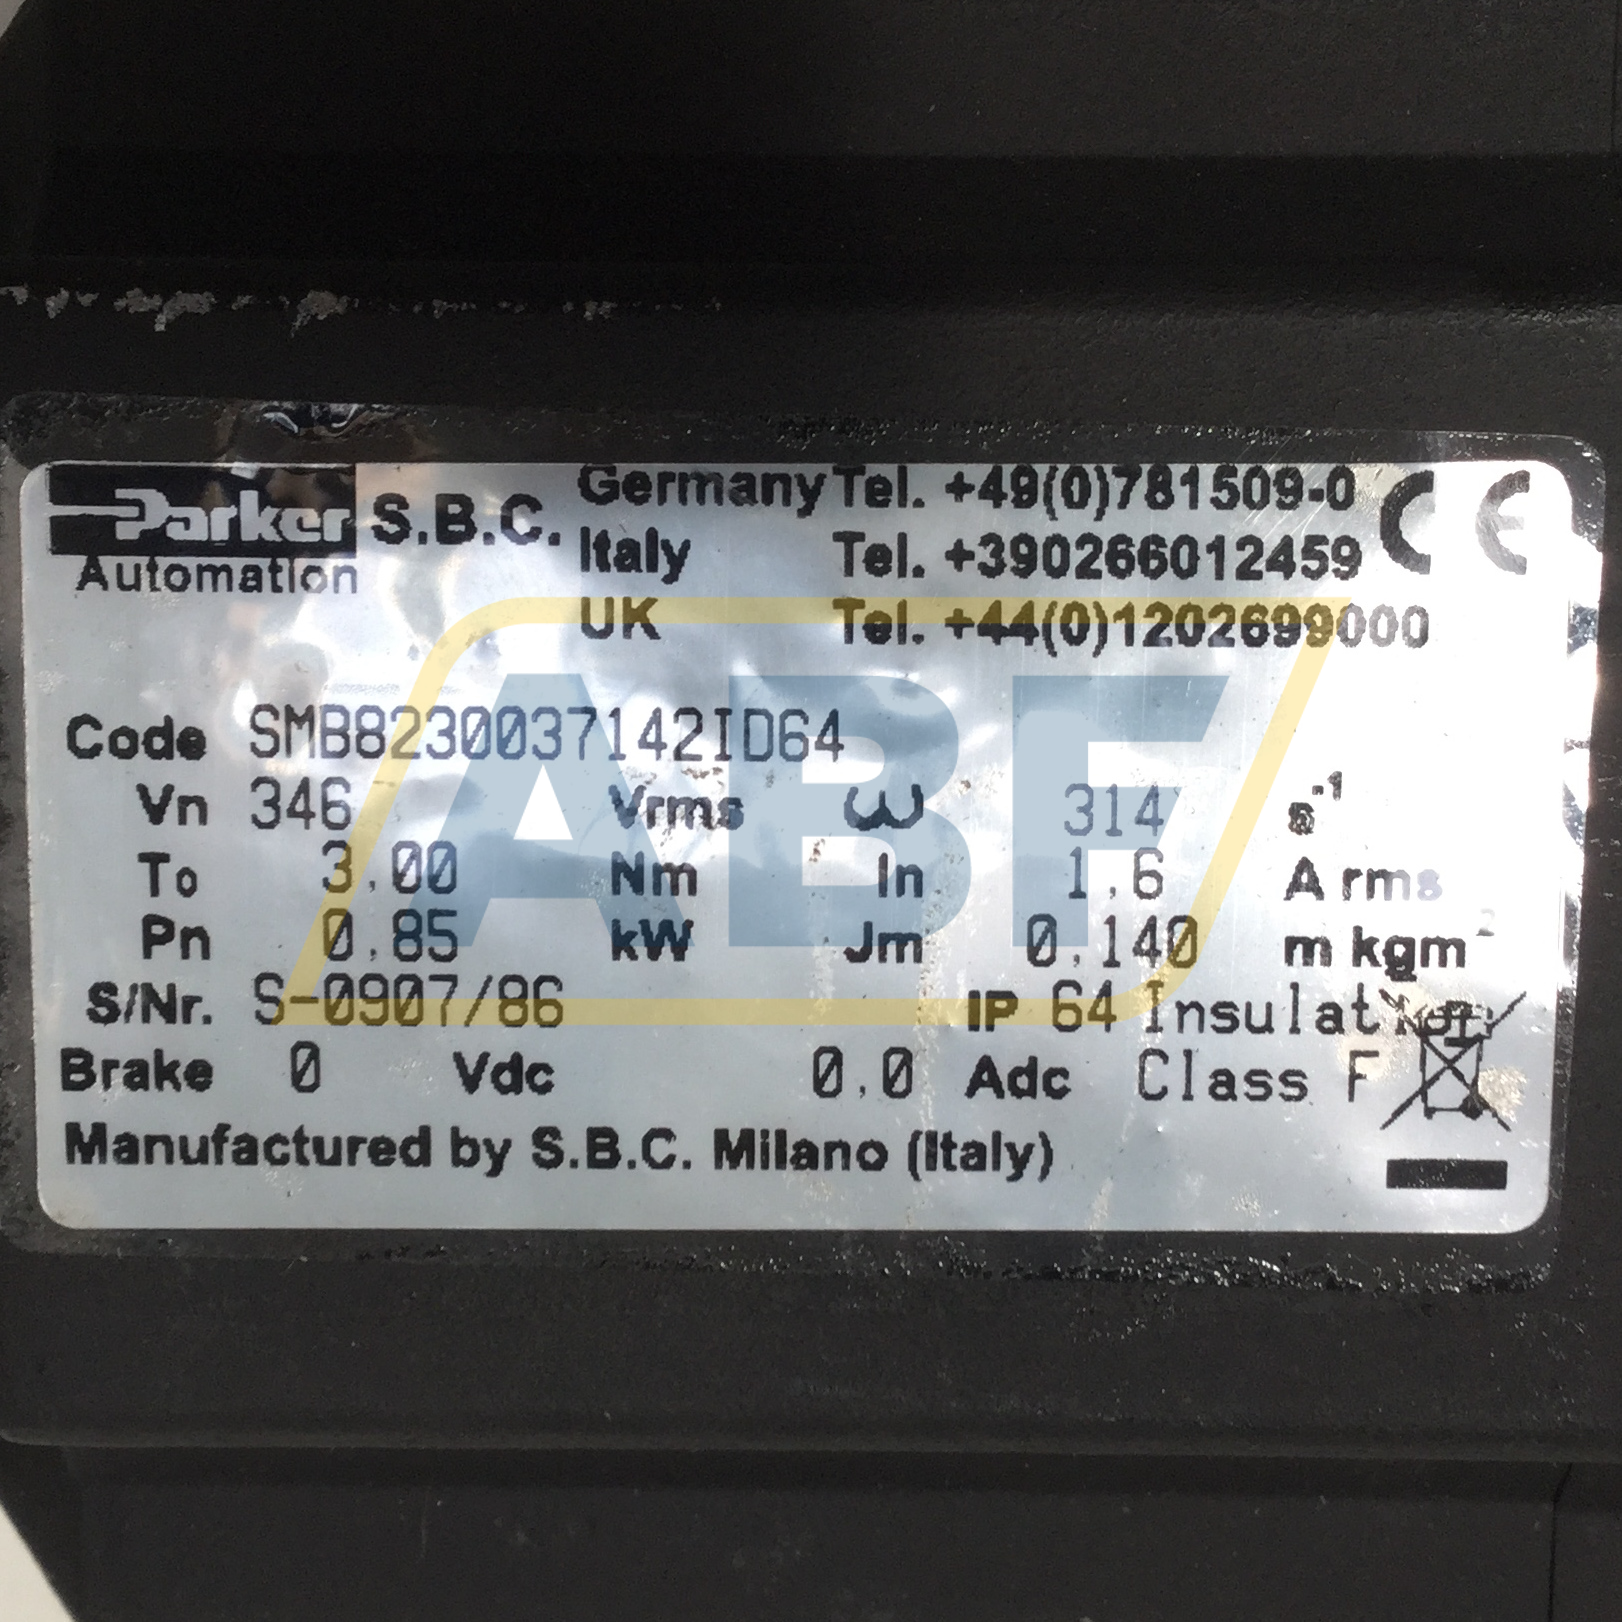 Parker S.B.C. Germany Tel. +49(0)781509-0 CE
Automation Italy Tel. +390266012459
UK Tel. +44(0)1202699000
Code SMB8230037142ID64
Vn 346 Vrms ω 314 s-1
To 3,00 Nm In 1,6 A rms
Pn 0,85 kW Jm 0,140 m kgm2
S/Nr. S-0907/86 IP 64 Insulation
Brake 0 Vdc 0,0 Adc Class F
Manufactured by S.B.C. Milano (Italy)
ABF